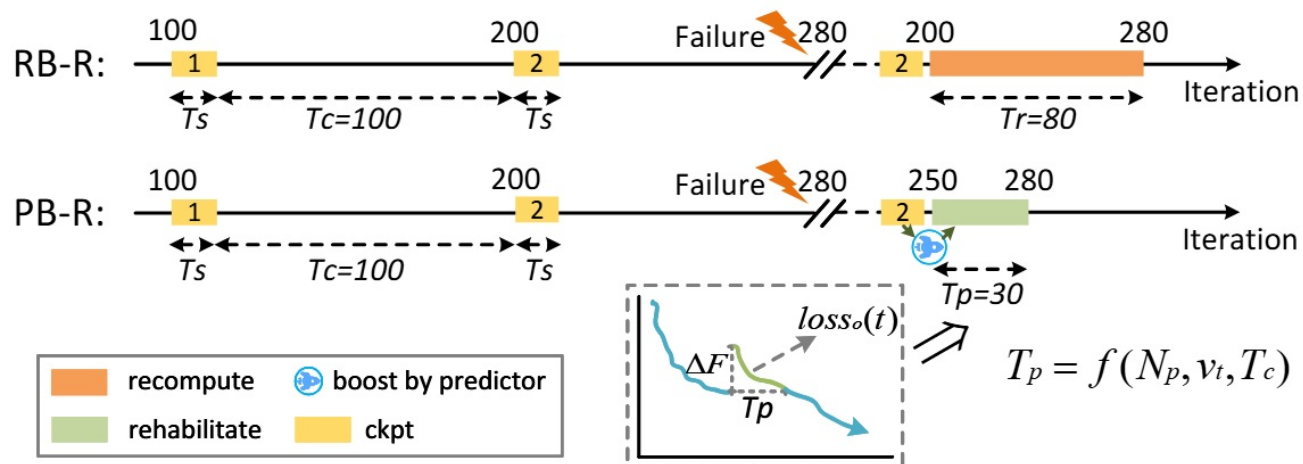 100 200 Failure 280 200 280
RB-R: 1 2 2 Iteration
Ts Tc=100 Ts Tr=80
100 200 Failure 280 250 280
PB-R: 1 2 2 Iteration
Ts Tc=100 Ts Tp=30
lossₒ(t)
ΔF
Tp
Tₚ = f(Nₚ, vₜ, T꜀)
recompute boost by predictor
rehabilitate ckpt